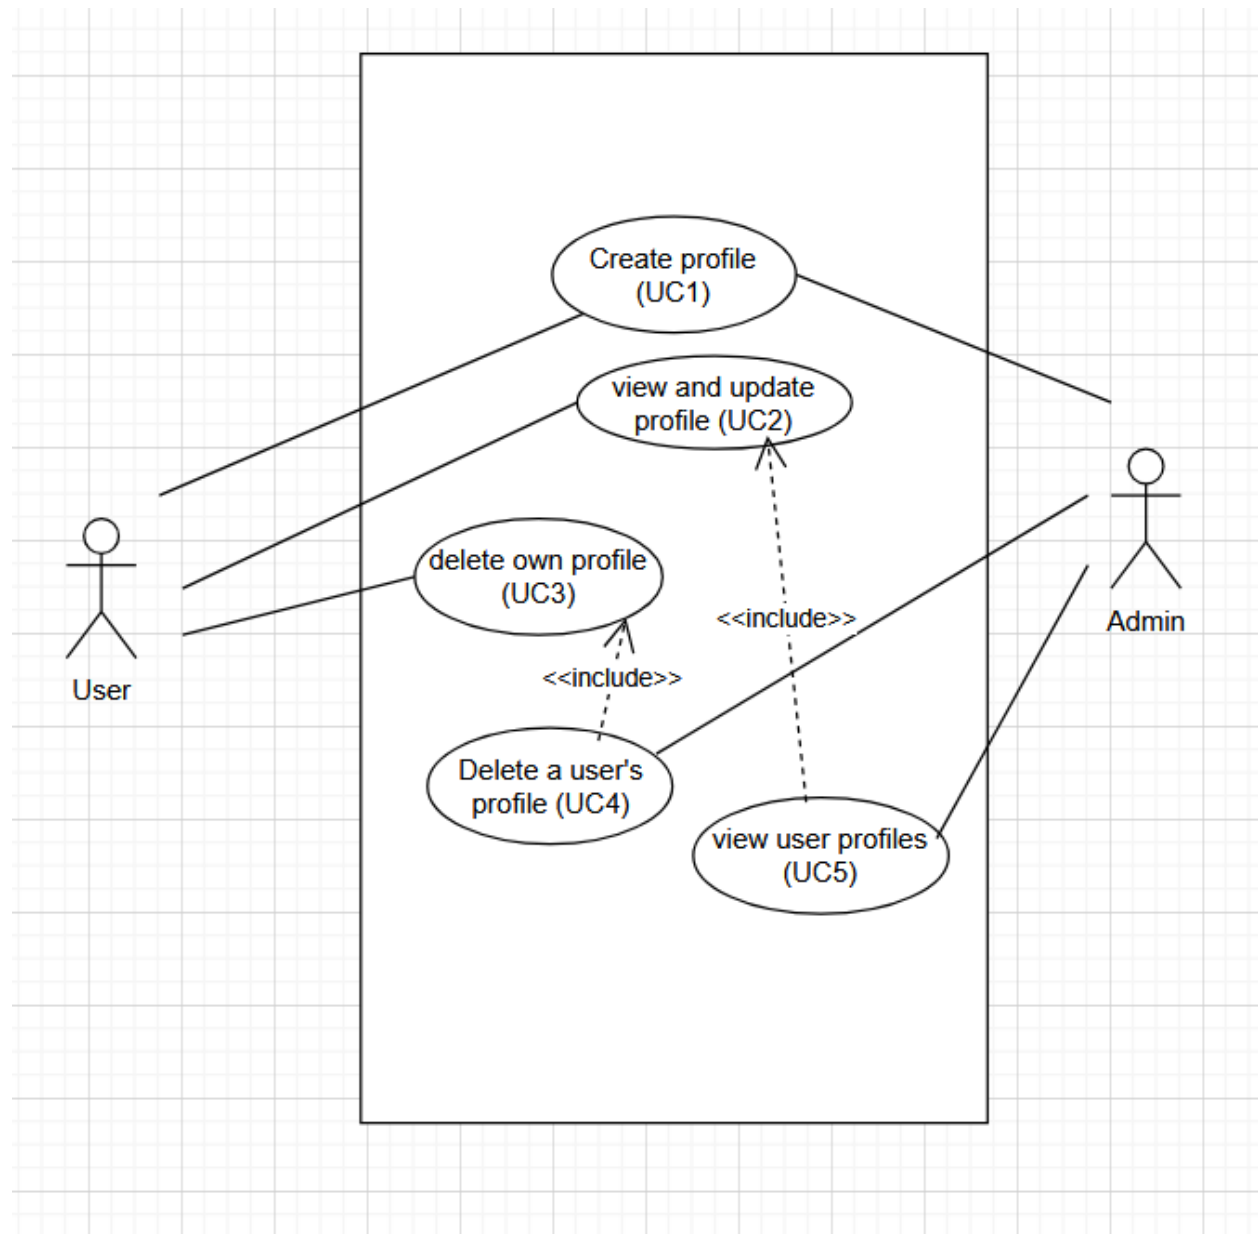 Create profile
(UC1)
view and update
profile (UC2)
delete own profile
(UC3)
<<include>>
Admin
<<include>>
User
Delete a user's
profile (UC4)
view user profiles
(UC5)